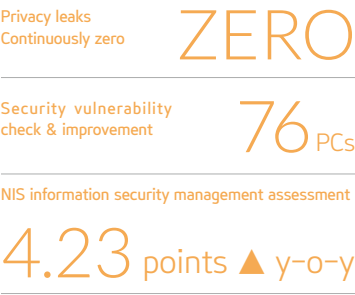 Privacy leaks
Continuously zero
ZERO
Security vulnerability
check & improvement
76 PCs
NIS information security management assessment
4.23 points ▲ y-o-y